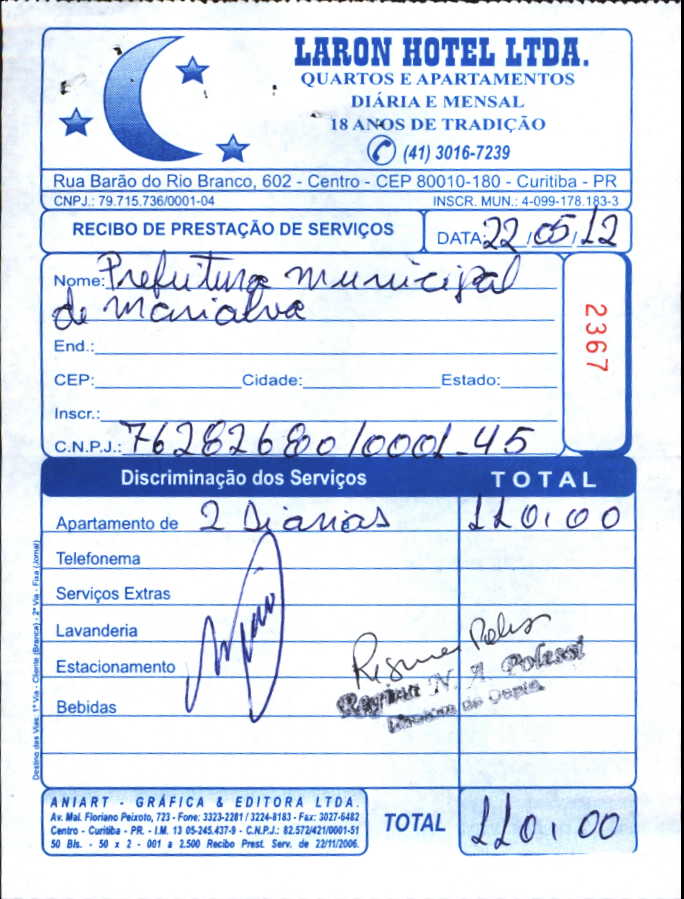 LARON HOTEL LTDA.
QUARTOS E APARTAMENTOS
DIÁRIA E MENSAL
18 ANOS DE TRADIÇÃO
(41) 3016-7239
Rua Barão do Rio Branco, 602 - Centro - CEP 80010-180 - Curitiba - PR
CNPJ.: 79.715.736/0001-04 INSCR. MUN.: 4-099-178.183-3
RECIBO DE PRESTAÇÃO DE SERVIÇOS DATA: 22/05/12
Nome: Prefeitura municipal
de Marialva
2367
End.:
CEP: Cidade: Estado:
Inscr.:
C.N.P.J.: 76282680/0001-45
Discriminação dos Serviços TOTAL
Apartamento de 2 Diarias 110,00
Telefonema
Serviços Extras
Lavanderia
Estacionamento
Bebidas
Regina N. A. Polassi
Destino das Vias: 1ª Via - Cliente (Branca) - 2ª Via - Fixa (Jornal)
ANIART - GRÁFICA & EDITORA LTDA.
Av. Mal. Floriano Peixoto, 723 - Fone: 3323-2281 / 3224-8183 - Fax: 3027-6482
Centro - Curitiba - PR. - I.M. 13 05-245.437-9 - C.N.P.J.: 82.572/421/0001-51
50 Bls. - 50 x 2 - 001 a 2.500 Recibo Prest. Serv. de 22/11/2006.
TOTAL 110,00